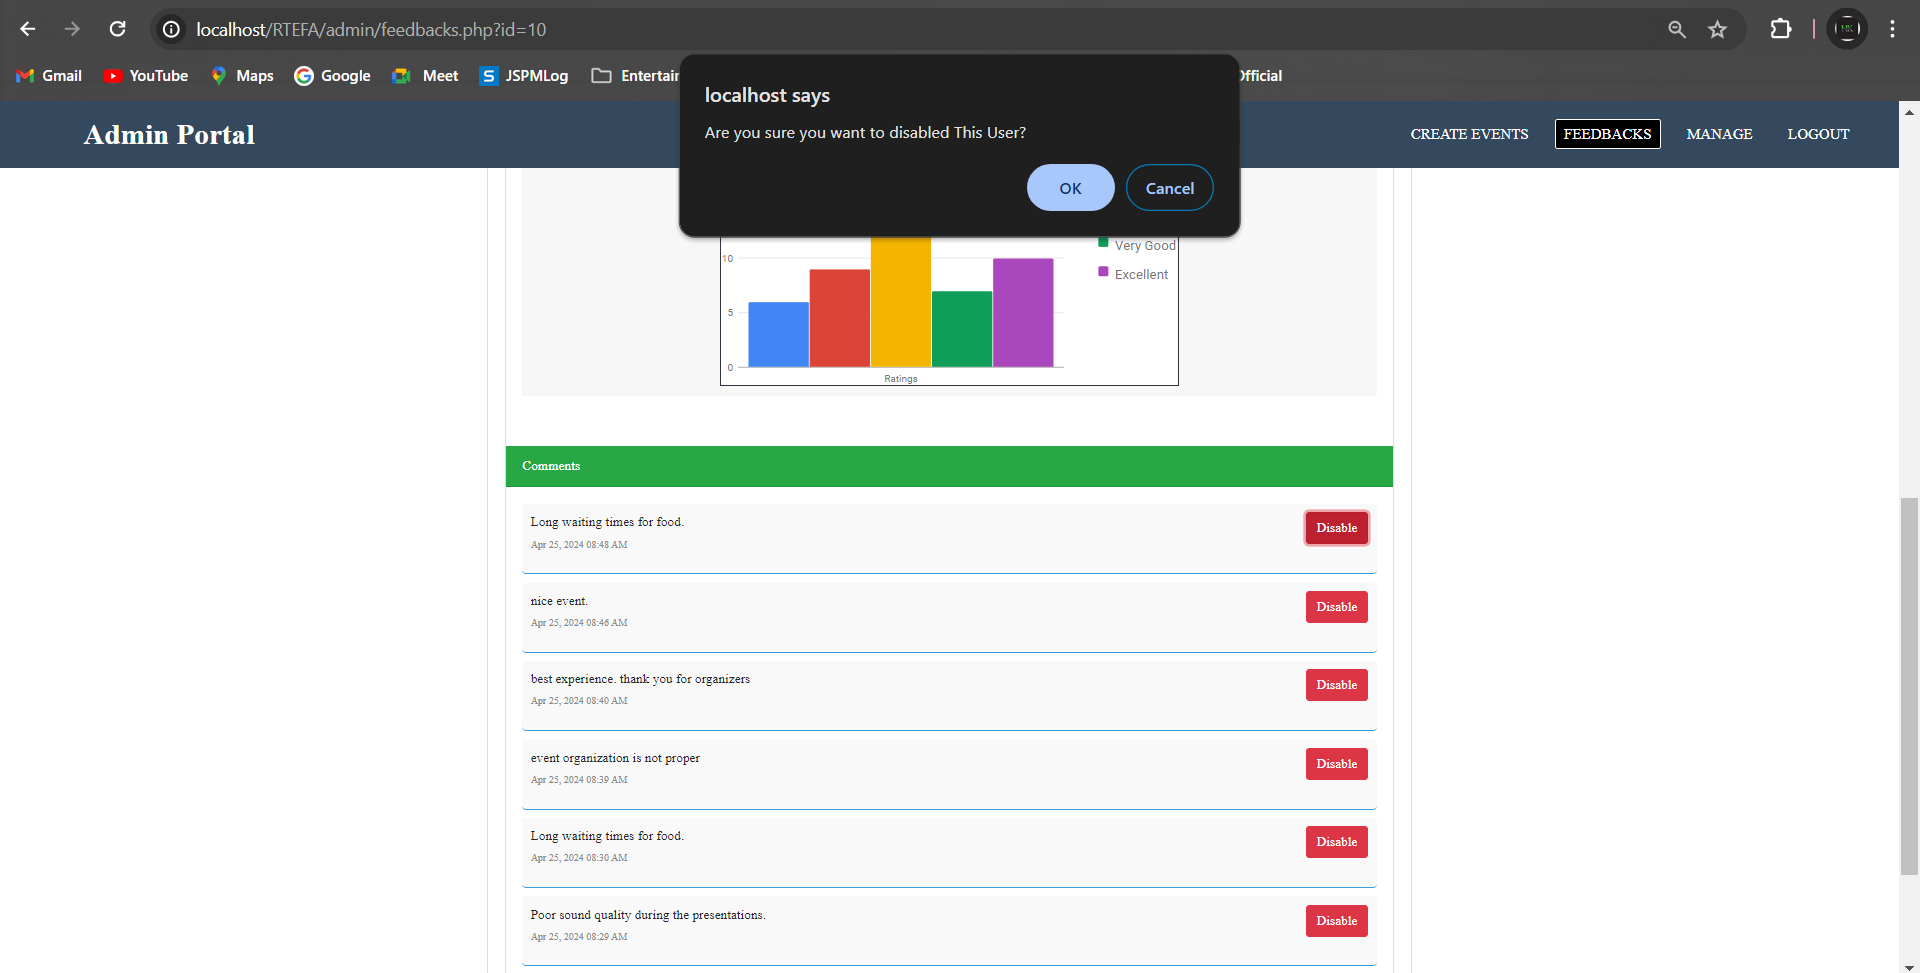 localhost/RTEFA/admin/feedbacks.php?id=10
Gmail YouTube Maps Google Meet S JSPMLog Entertai Official
localhost says
Are you sure you want to disabled This User?
OK Cancel
Admin Portal CREATE EVENTS FEEDBACKS MANAGE LOGOUT
Very Good
Excellent
10
5
0
Ratings
Comments
Long waiting times for food. Disable
Apr 25, 2024 08:48 AM
nice event. Disable
Apr 25, 2024 08:46 AM
best experience. thank you for organizers Disable
Apr 25, 2024 08:40 AM
event organization is not proper Disable
Apr 25, 2024 08:39 AM
Long waiting times for food. Disable
Apr 25, 2024 08:30 AM
Poor sound quality during the presentations. Disable
Apr 25, 2024 08:29 AM